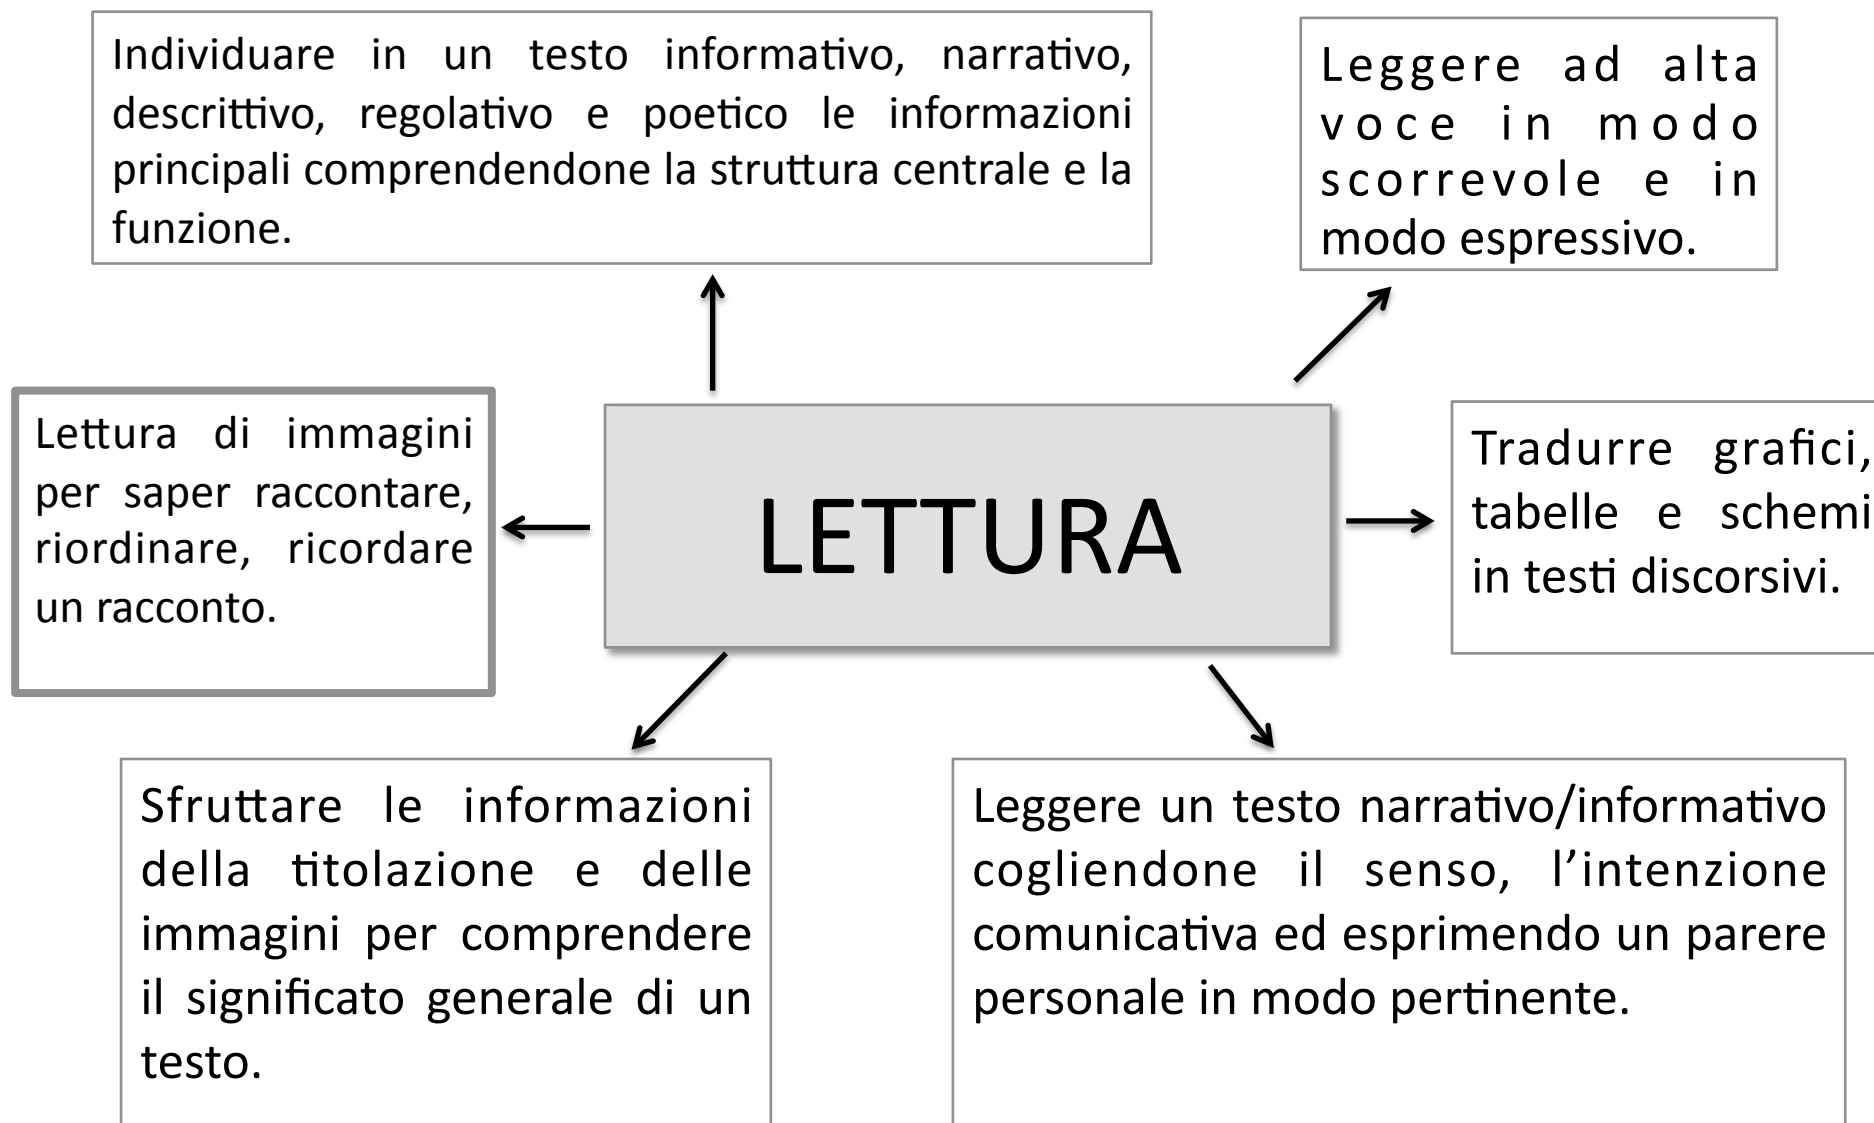 Individuare in un testo informativo, narrativo,
descrittivo, regolativo e poetico le informazioni
principali comprendendone la struttura centrale e la
funzione.
Leggere ad alta
voce in modo
scorrevole e in
modo espressivo.
Lettura di immagini
per saper raccontare,
riordinare, ricordare
un racconto.
LETTURA
Tradurre grafici,
tabelle e schemi
in testi discorsivi.
Sfruttare le informazioni
della titolazione e delle
immagini per comprendere
il significato generale di un
testo.
Leggere un testo narrativo/informativo
cogliendone il senso, l’intenzione
comunicativa ed esprimendo un parere
personale in modo pertinente.